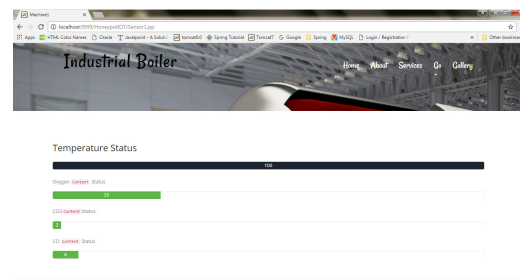 Machine1
localhost:9999/HoneypotIOT/Sensor1.jsp
Apps HTML Color Names Oracle Javatpoint - A Soluti tomcat8.0 Spring Tutorial Tomcat7 Google Spring MySQL Login / Registration » Other bookmar
Industrial Boiler
Home About Services Go Gallery
Temperature Status
100
Oxygen content Status
25
CO2 content Status
2
CO content Status
6